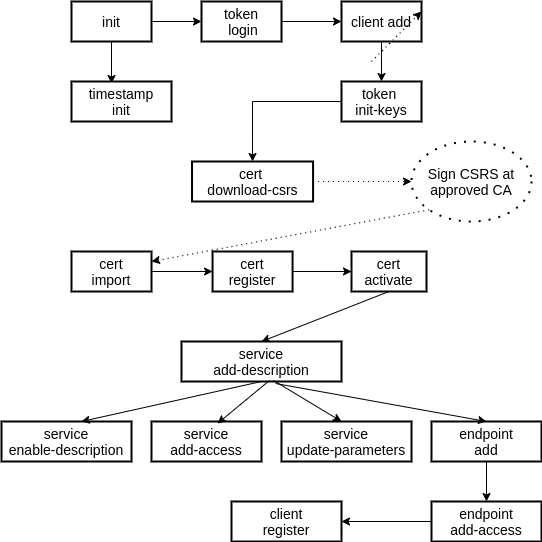 init
token
login
client add
timestamp
init
token
init-keys
cert
download-csrs
Sign CSRS at
approved CA
cert
import
cert
register
cert
activate
service
add-description
service
enable-description
service
add-access
service
update-parameters
endpoint
add
client
register
endpoint
add-access